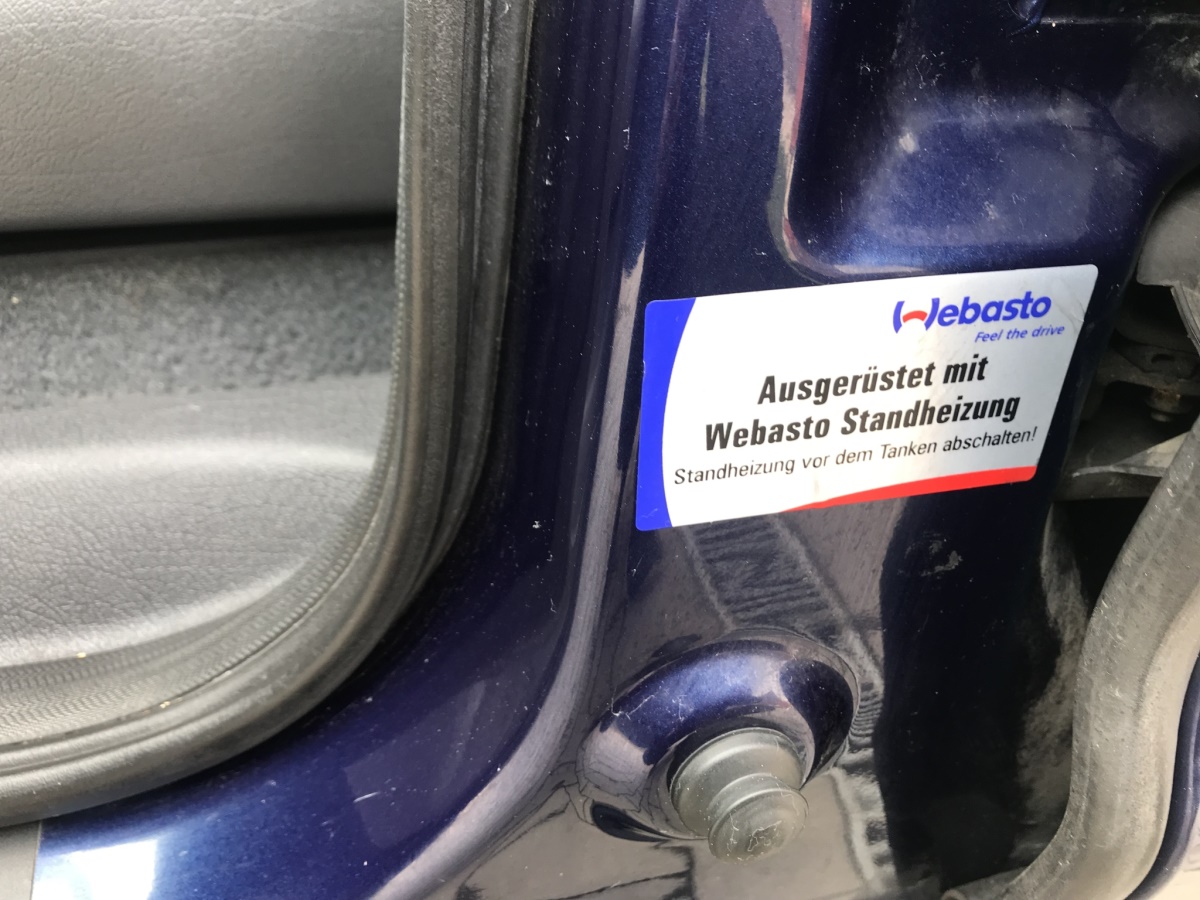 Webasto
Feel the drive
Ausgerüstet mit
Webasto Standheizung
Standheizung vor dem Tanken abschalten!